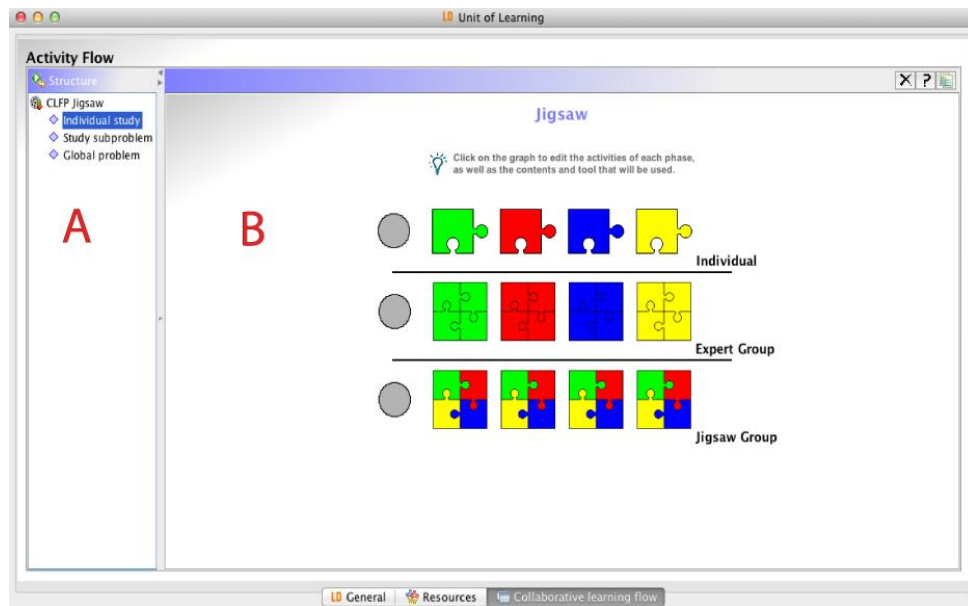 LD Unit of Learning
Activity Flow
Structure
CLFP Jigsaw
Individual study
Study subproblem
Global problem
A
B
X ?
Jigsaw
Click on the graph to edit the activities of each phase,
as well as the contents and tool that will be used.
Individual
Expert Group
Jigsaw Group
LD General Resources Collaborative learning flow